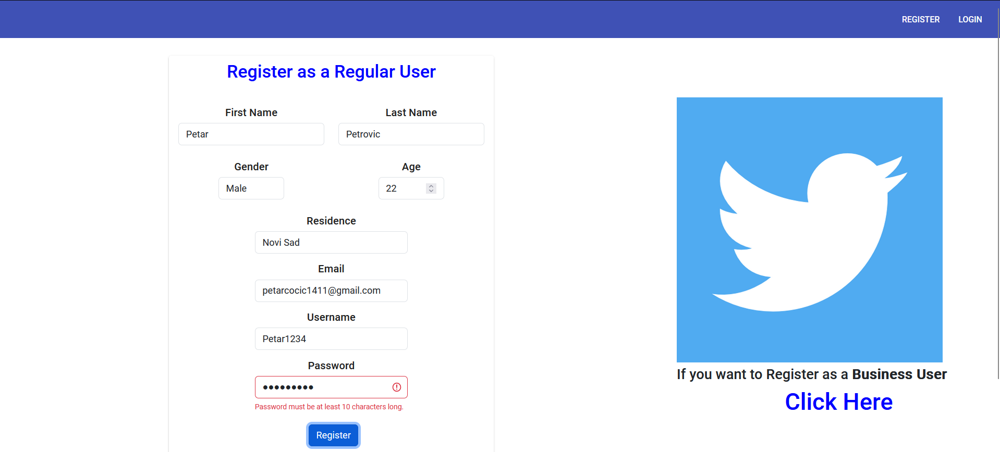 REGISTER LOGIN
Register as a Regular User
First Name Last Name
Petar Petrovic
Gender Age
Male 22
Residence
Novi Sad
Email
petarcocic1411@gmail.com
Username
Petar1234
Password
●●●●●●●●●
Password must be at least 10 characters long.
Register
If you want to Register as a Business User
Click Here